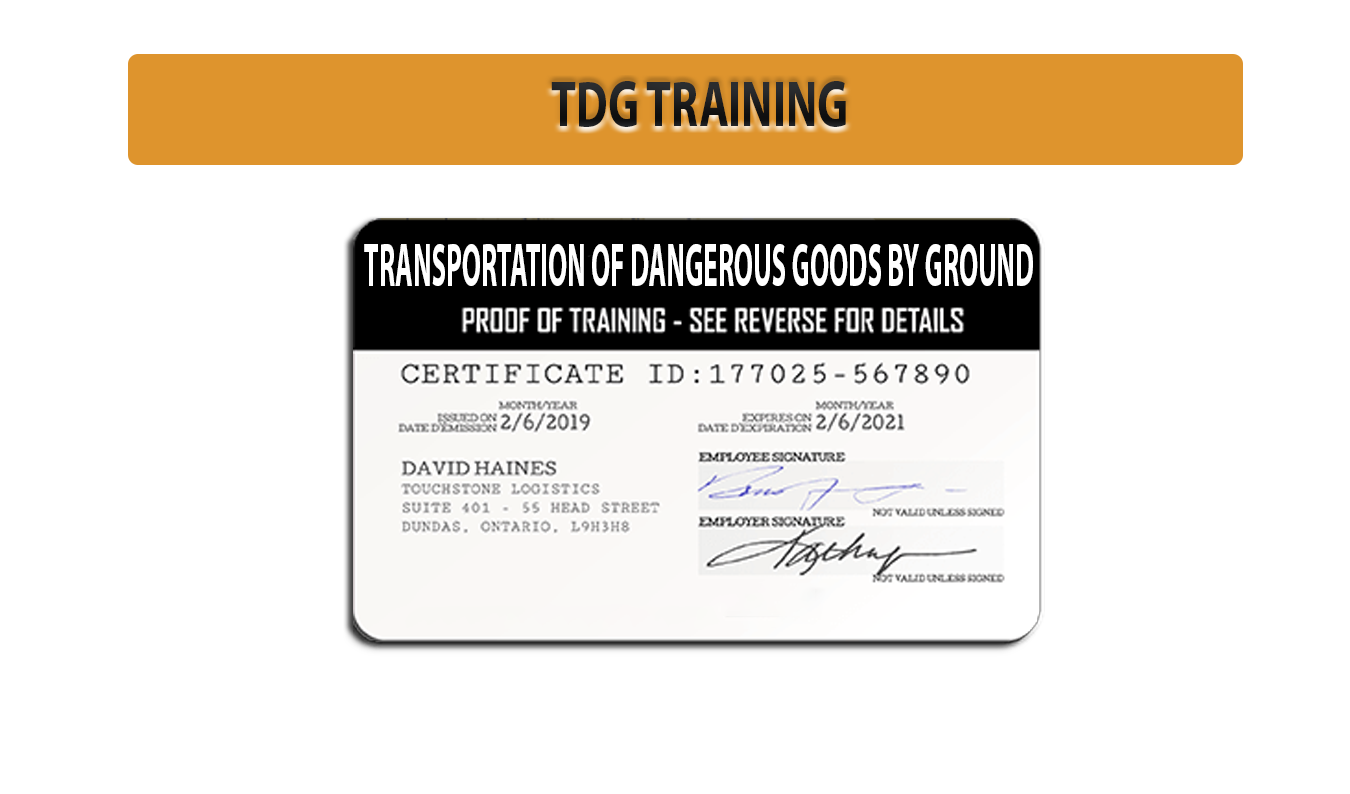 TDG TRAINING
TRANSPORTATION OF DANGEROUS GOODS BY GROUND
PROOF OF TRAINING - SEE REVERSE FOR DETAILS
CERTIFICATE ID:177025-567890
MONTH/YEAR
ISSUED ON
DATE D'EMISSION 2/6/2019
MONTH/YEAR
EXPIRES ON
DATE D'EXPIRATION 2/6/2021
DAVID HAINES
TOUCHSTONE LOGISTICS
SUITE 401 - 55 HEAD STREET
DUNDAS, ONTARIO, L9H3H8
EMPLOYEE SIGNATURE
NOT VALID UNLESS SIGNED
EMPLOYER SIGNATURE
NOT VALID UNLESS SIGNED